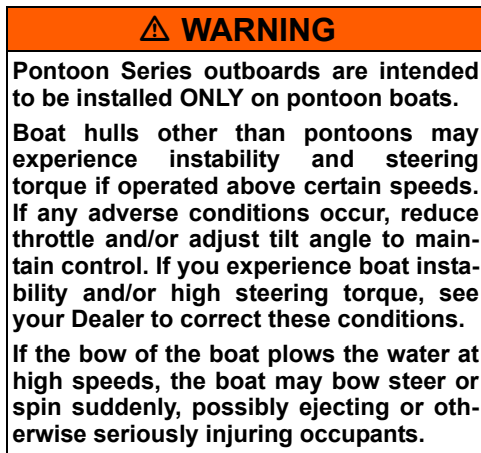 ⚠ WARNING
Pontoon Series outboards are intended
to be installed ONLY on pontoon boats.
Boat hulls other than pontoons may
experience instability and steering
torque if operated above certain speeds.
If any adverse conditions occur, reduce
throttle and/or adjust tilt angle to main-
tain control. If you experience boat insta-
bility and/or high steering torque, see
your Dealer to correct these conditions.
If the bow of the boat plows the water at
high speeds, the boat may bow steer or
spin suddenly, possibly ejecting or oth-
erwise seriously injuring occupants.